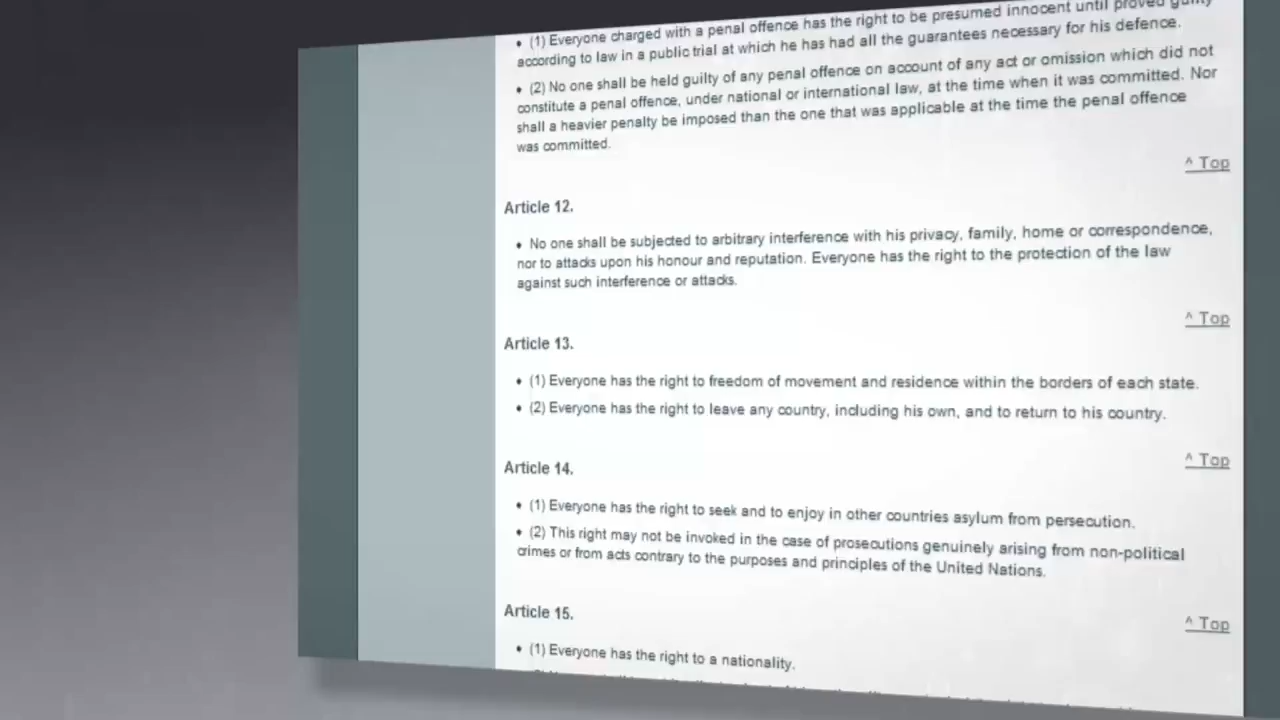 • (1) Everyone charged with a penal offence has the right to be presumed innocent until proved guilty
according to law in a public trial at which he has had all the guarantees necessary for his defence.
• (2) No one shall be held guilty of any penal offence on account of any act or omission which did not
constitute a penal offence, under national or international law, at the time when it was committed. Nor
shall a heavier penalty be imposed than the one that was applicable at the time the penal offence
was committed.
^ Top
Article 12.
• No one shall be subjected to arbitrary interference with his privacy, family, home or correspondence,
nor to attacks upon his honour and reputation. Everyone has the right to the protection of the law
against such interference or attacks.
^ Top
Article 13.
• (1) Everyone has the right to freedom of movement and residence within the borders of each state.
• (2) Everyone has the right to leave any country, including his own, and to return to his country.
^ Top
Article 14.
• (1) Everyone has the right to seek and to enjoy in other countries asylum from persecution.
• (2) This right may not be invoked in the case of prosecutions genuinely arising from non-political
crimes or from acts contrary to the purposes and principles of the United Nations.
^ Top
Article 15.
• (1) Everyone has the right to a nationality.